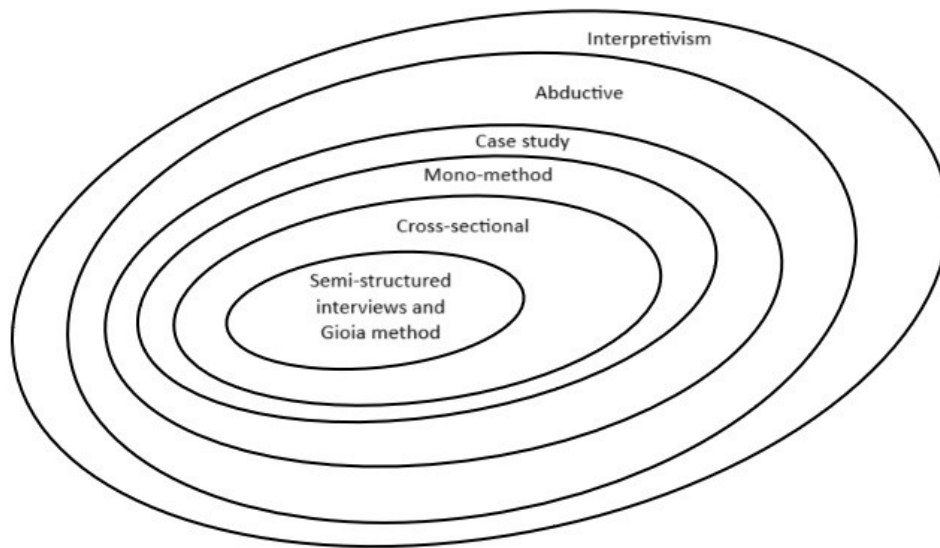 Interpretivism
Abductive
Case study
Mono-method
Cross-sectional
Semi-structured
interviews and
Gioia method